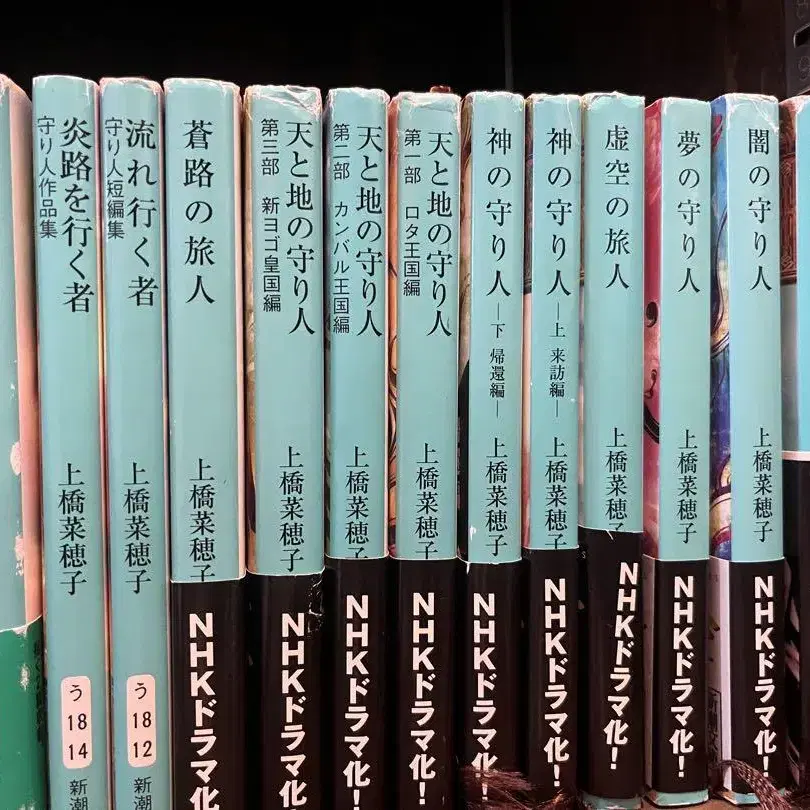 炎路を行く者
守り人作品集
上橋菜穂子
う
18
14
新潮
流れ行く者
守り人短編集
上橋菜穂子
う
18
12
新潮
蒼路の旅人
上橋菜穂子
NHKドラマ化!
天と地の守り人
第三部 新ヨゴ皇国編
上橋菜穂子
NHKドラマ化!
天と地の守り人
第二部 カンバル王国編
上橋菜穂子
NHKドラマ化!
天と地の守り人
第一部 ロタ王国編
上橋菜穂子
NHKドラマ化!
神の守り人
―下 帰還編―
上橋菜穂子
NHKドラマ化!
神の守り人
―上 来訪編―
上橋菜穂子
NHKドラマ化!
虚空の旅人
上橋菜穂子
NHKドラマ化!
夢の守り人
上橋菜穂子
NHKドラマ化!
闇の守り人
上橋菜穂子
NHKドラマ化!